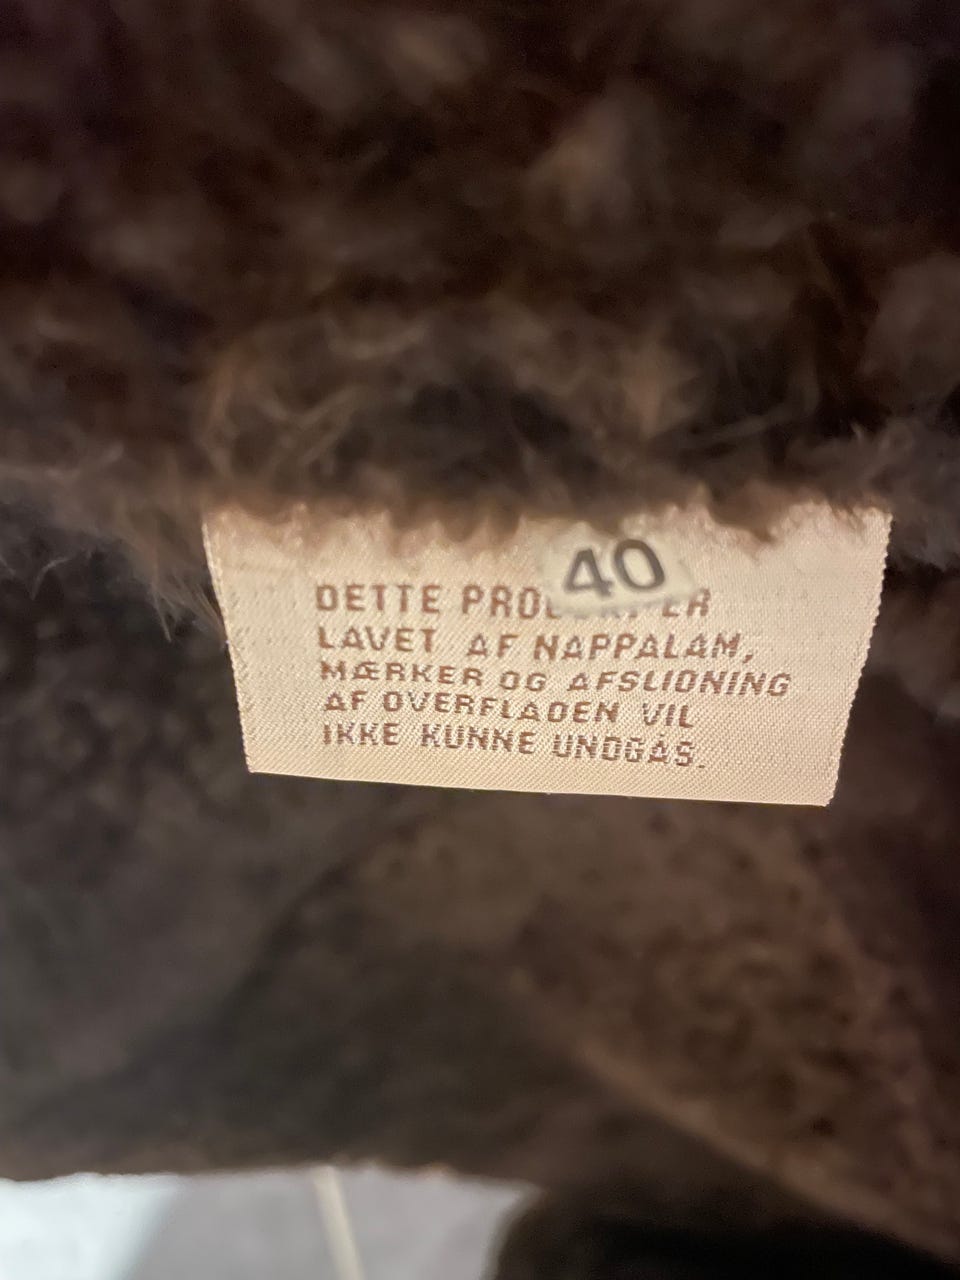 40
DETTE ER
LAVET AF NAPPALAM,
MÆRKER OG AFSLIDNING
AF OVERFLADEN VIL
IKKE KUNNE UNDGÅS.